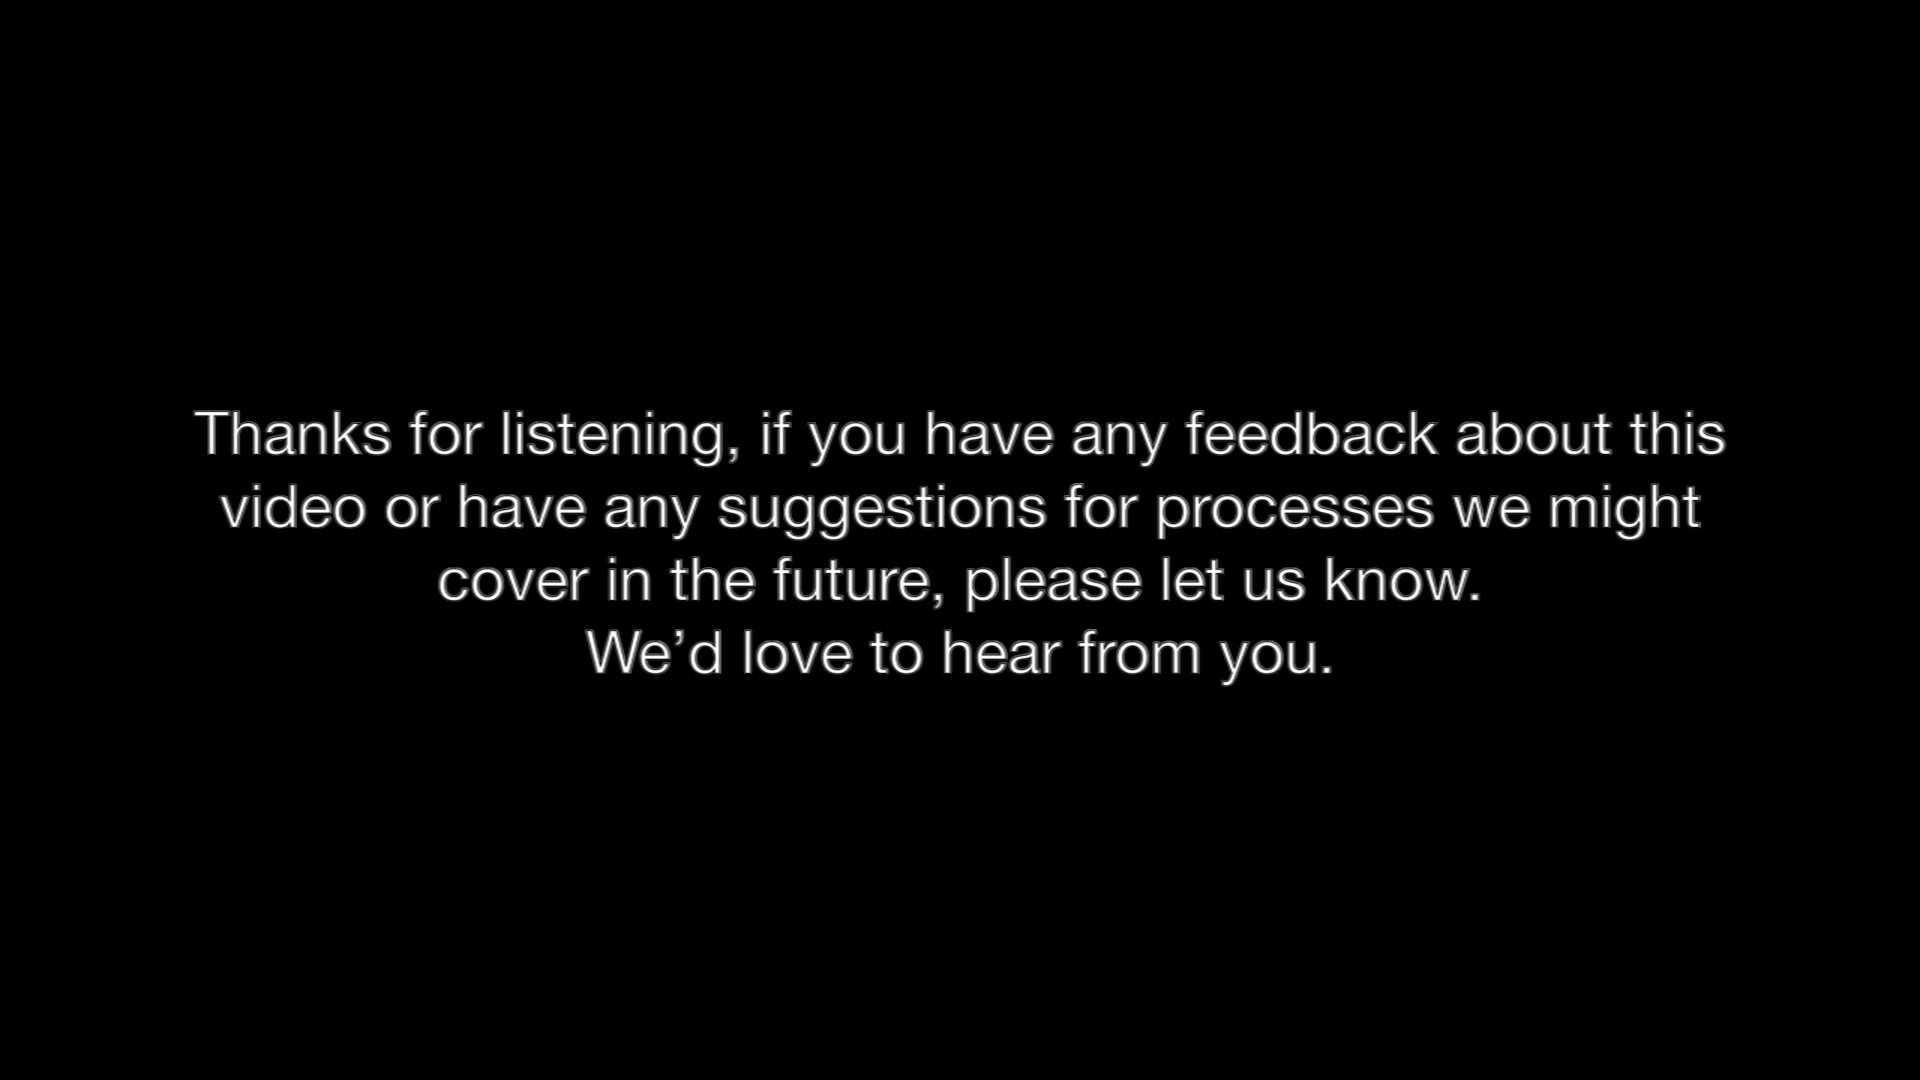 Thanks for listening, if you have any feedback about this
video or have any suggestions for processes we might
cover in the future, please let us know.
We’d love to hear from you.